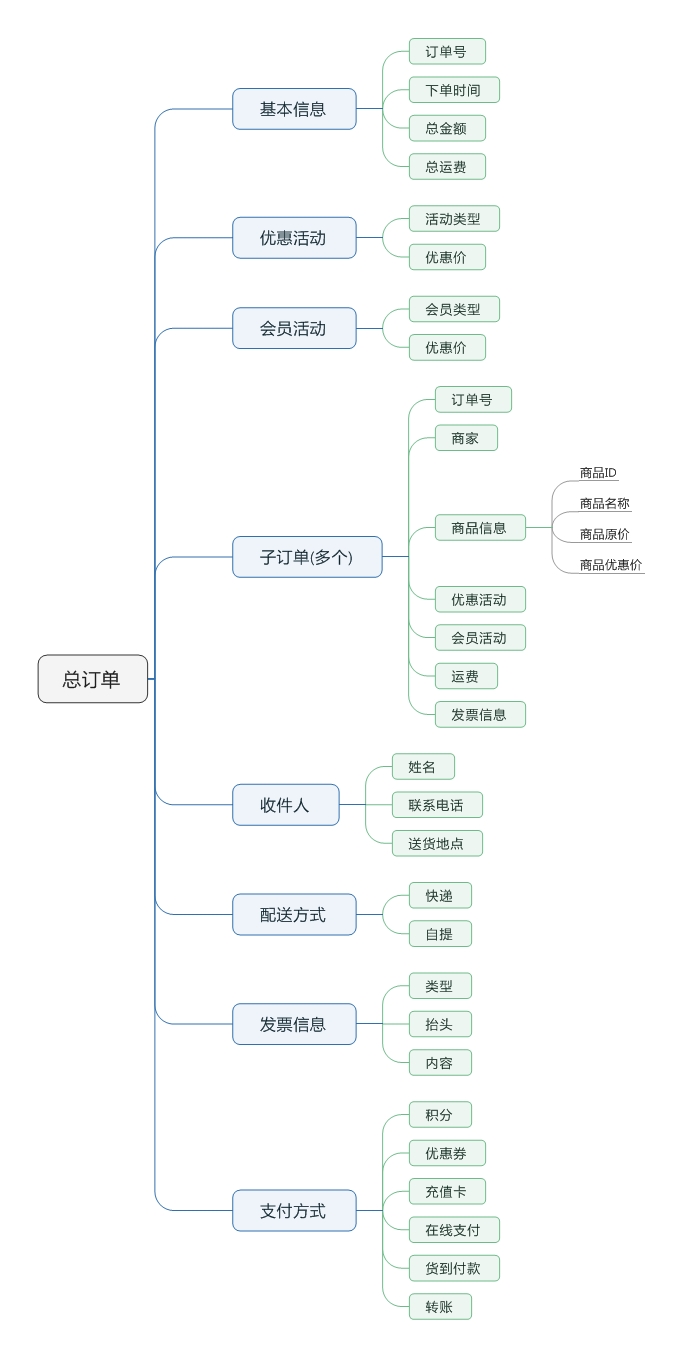 总订单
基本信息
订单号
下单时间
总金额
总运费
优惠活动
活动类型
优惠价
会员活动
会员类型
优惠价
子订单(多个)
订单号
商家
商品信息
商品ID
商品名称
商品原价
商品优惠价
优惠活动
会员活动
运费
发票信息
收件人
姓名
联系电话
送货地点
配送方式
快递
自提
发票信息
类型
抬头
内容
支付方式
积分
优惠券
充值卡
在线支付
货到付款
转账